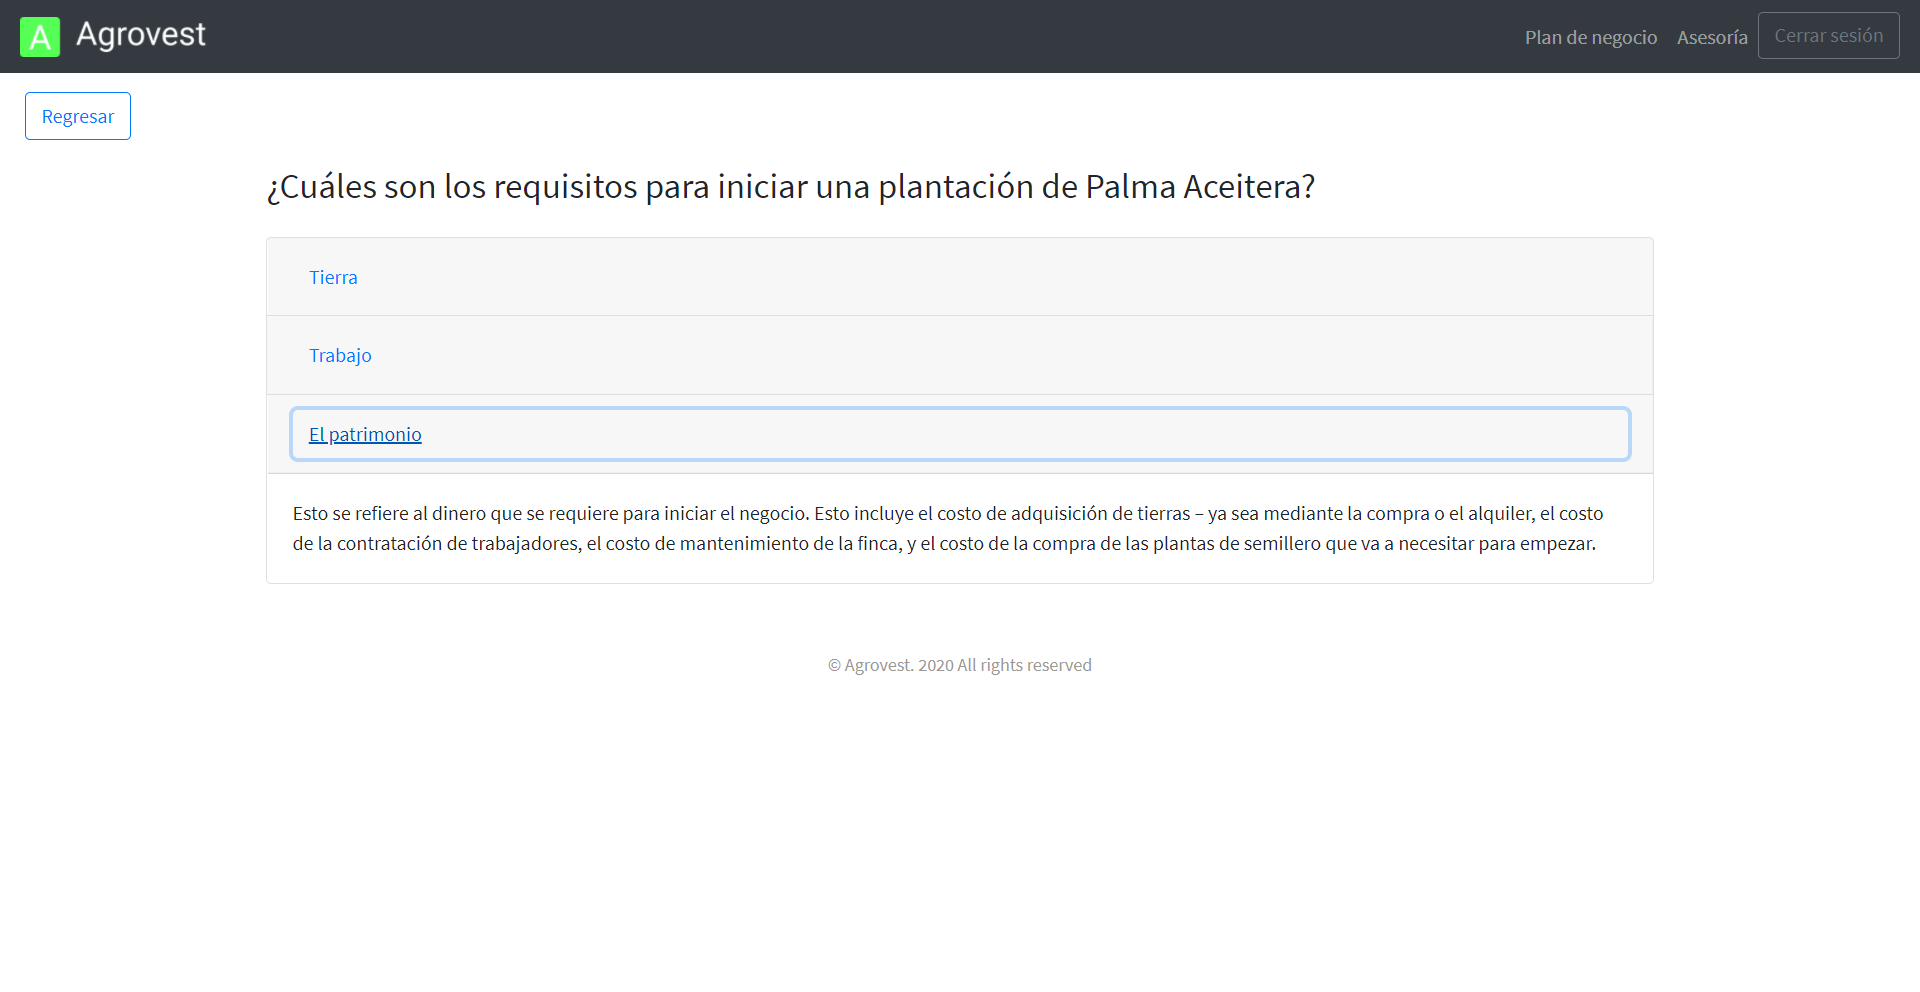 A Agrovest
Plan de negocio Asesoría Cerrar sesión
Regresar
¿Cuáles son los requisitos para iniciar una plantación de Palma Aceitera?
Tierra
Trabajo
El patrimonio
Esto se refiere al dinero que se requiere para iniciar el negocio. Esto incluye el costo de adquisición de tierras – ya sea mediante la compra o el alquiler, el costo
de la contratación de trabajadores, el costo de mantenimiento de la finca, y el costo de la compra de las plantas de semillero que va a necesitar para empezar.
© Agrovest. 2020 All rights reserved